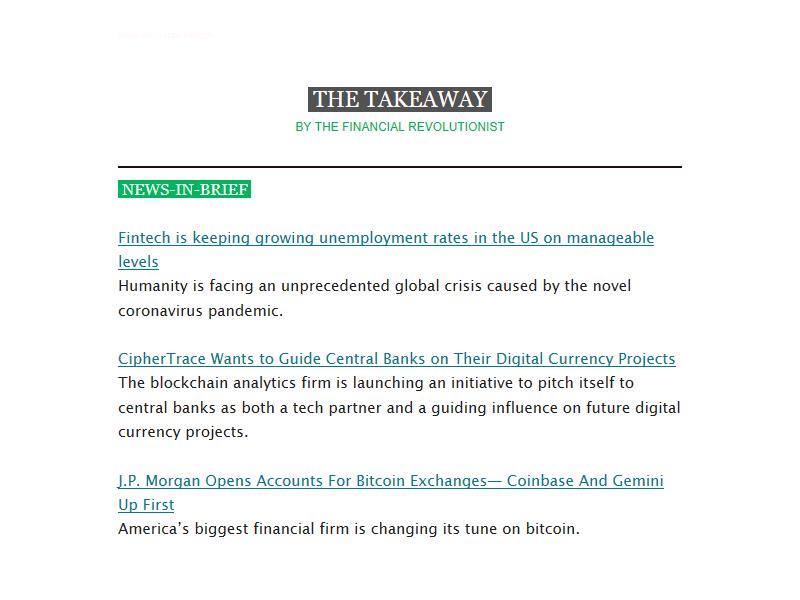 THE TAKEAWAY
BY THE FINANCIAL REVOLUTIONIST
NEWS-IN-BRIEF
Fintech is keeping growing unemployment rates in the US on manageable
levels
Humanity is facing an unprecedented global crisis caused by the novel
coronavirus pandemic.
CipherTrace Wants to Guide Central Banks on Their Digital Currency Projects
The blockchain analytics firm is launching an initiative to pitch itself to
central banks as both a tech partner and a guiding influence on future digital
currency projects.
J.P. Morgan Opens Accounts For Bitcoin Exchanges— Coinbase And Gemini
Up First
America’s biggest financial firm is changing its tune on bitcoin.